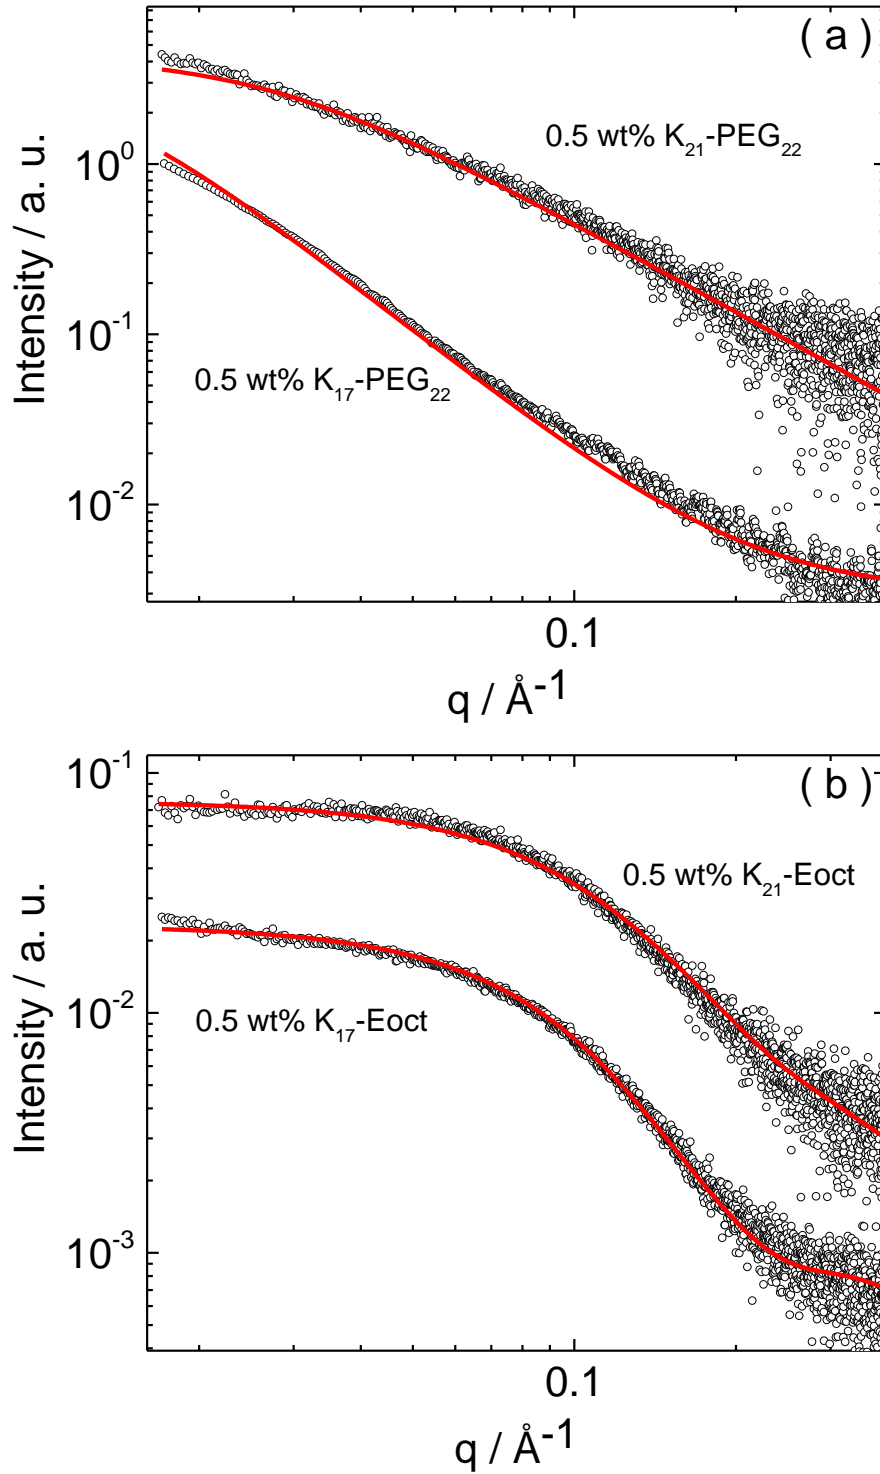 ( a )
0.5 wt% K₂₁-PEG₂₂
10⁰
10⁻¹
0.5 wt% K₁₇-PEG₂₂
10⁻²
Intensity / a. u.
0.1
q / Å⁻¹
10⁻¹
( b )
0.5 wt% K₂₁-Eoct
10⁻²
0.5 wt% K₁₇-Eoct
10⁻³
Intensity / a. u.
0.1
q / Å⁻¹